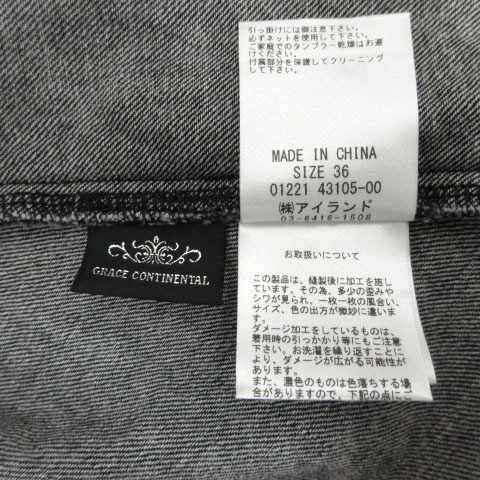 引っ掛けには御注意下さい。
必ずネットを使用して下さい。
ご家庭でのタンブラー乾燥はお避
けください。
付属部分を保護してクリーニング
して下さい。
MADE IN CHINA
SIZE 36
01221 43105-00
㈱アイランド
03-6416-1508
GRACE CONTINENTAL
お取扱いについて
この製品は、縫製後に加工を施し
ています。その為、多少の歪みや
シワが見られ、一枚一枚の風合い、
サイズ、色の出方が微妙に違いま
す。
ダメージ加工をしているものは、
着用時の引っかかり等にもご注意
下さい。お洗濯を繰り返すことに
より、ダメージが広がる可能性が
あります。
また、濃色のものは色落ちする場
合がありますので、下記の点にご